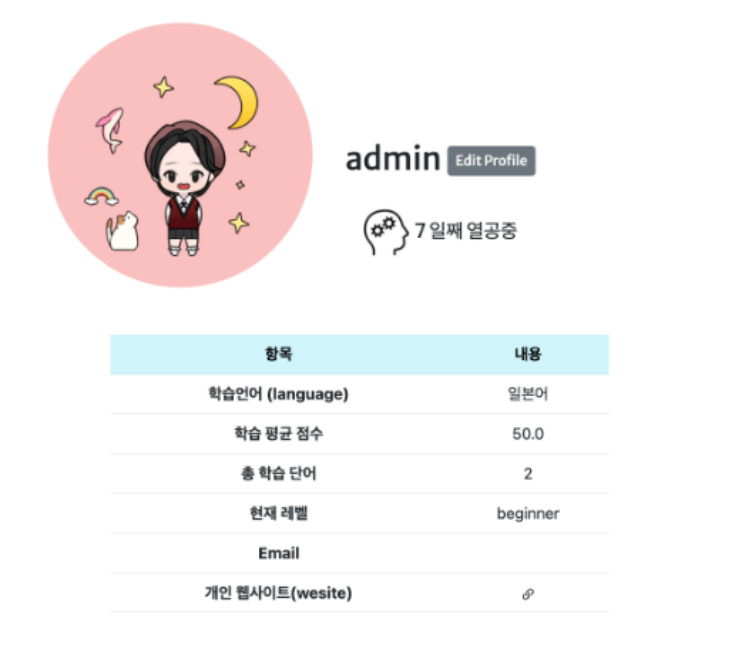 admin Edit Profile
7 일째 열공중
항목 내용
학습언어 (language) 일본어
학습 평균 점수 50.0
총 학습 단어 2
현재 레벨 beginner
Email
개인 웹사이트(wesite)